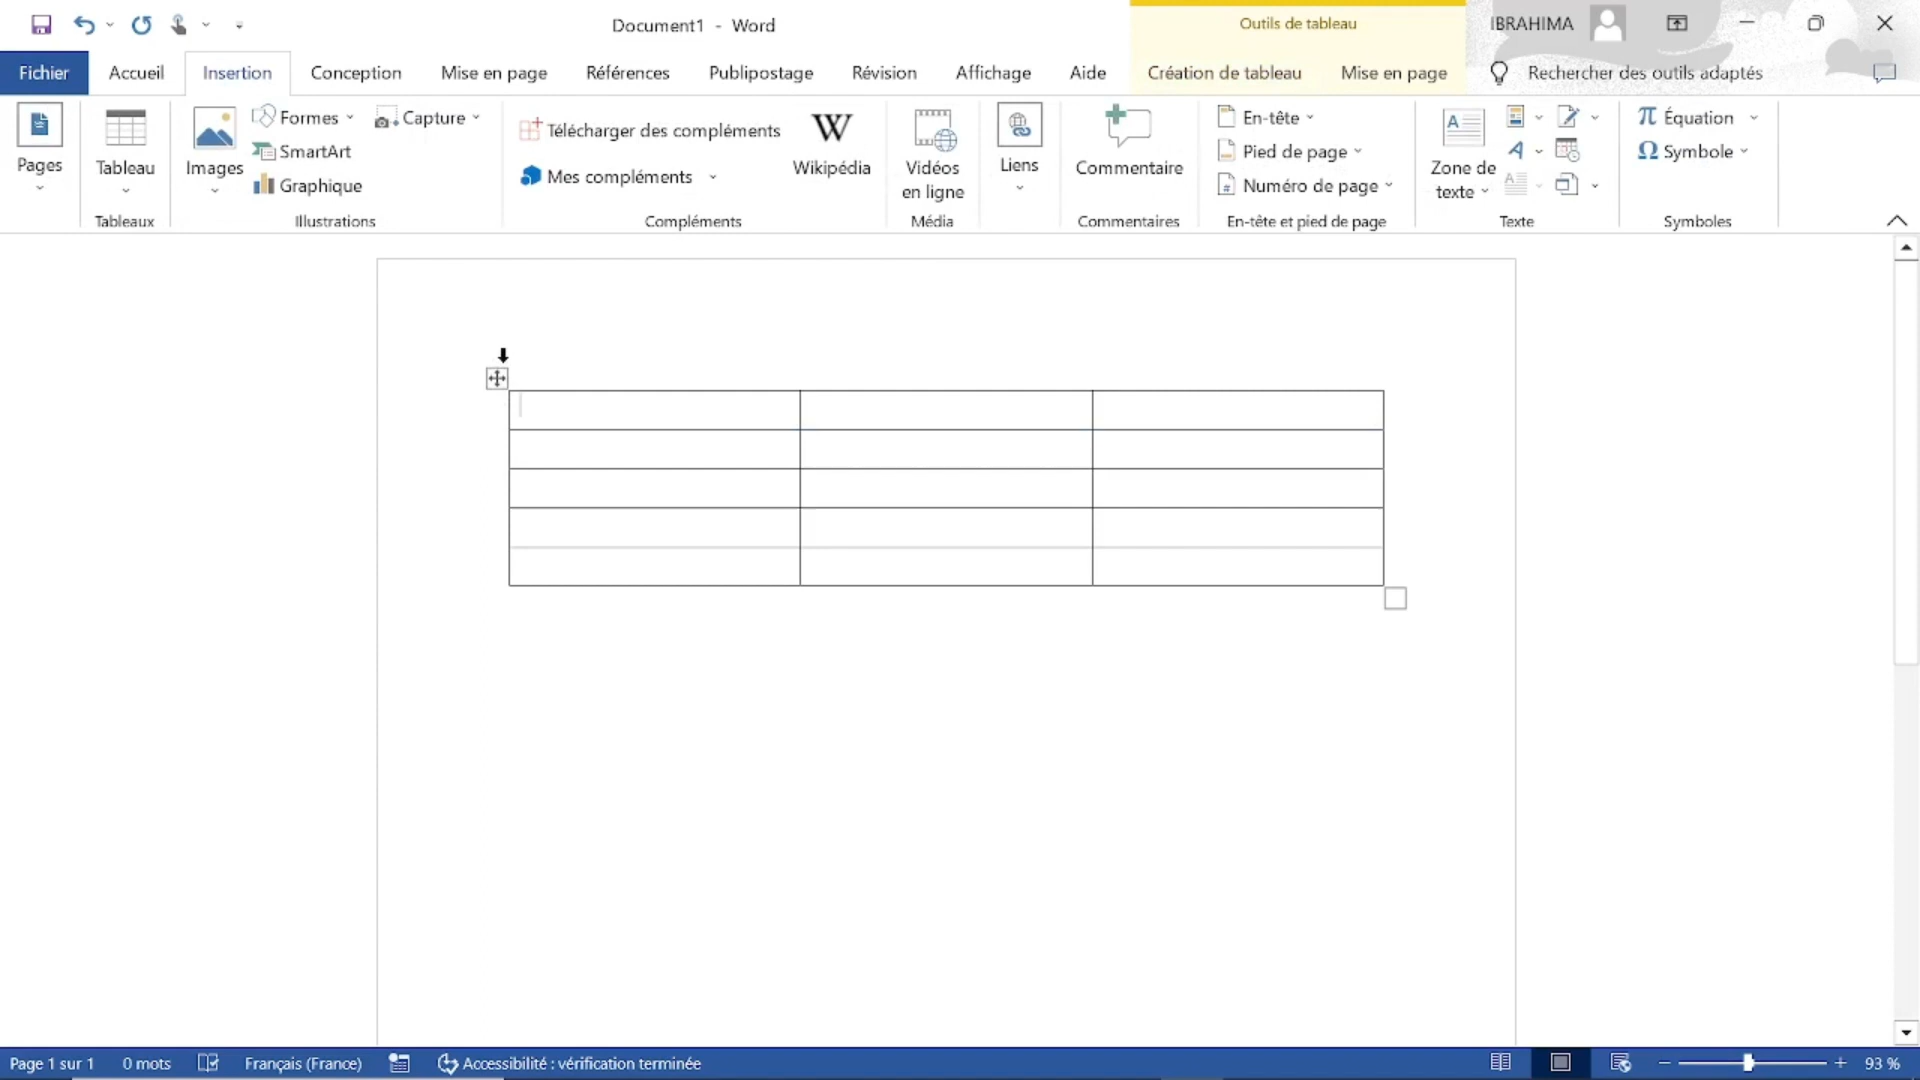 Document1 - Word
Outils de tableau
IBRAHIMA
Fichier Accueil Insertion Conception Mise en page Références Publipostage Révision Affichage Aide Création de tableau Mise en page Rechercher des outils adaptés
Pages
Tableau
Tableaux
Images
Formes
SmartArt
Graphique
Capture
Illustrations
Télécharger des compléments
Mes compléments
Wikipédia
Compléments
Vidéos
en ligne
Média
Liens
Commentaire
Commentaires
En-tête
Pied de page
Numéro de page
En-tête et pied de page
Zone de
texte
Texte
Équation
Symbole
Symboles
Page 1 sur 1 0 mots Français (France) Accessibilité : vérification terminée 93 %